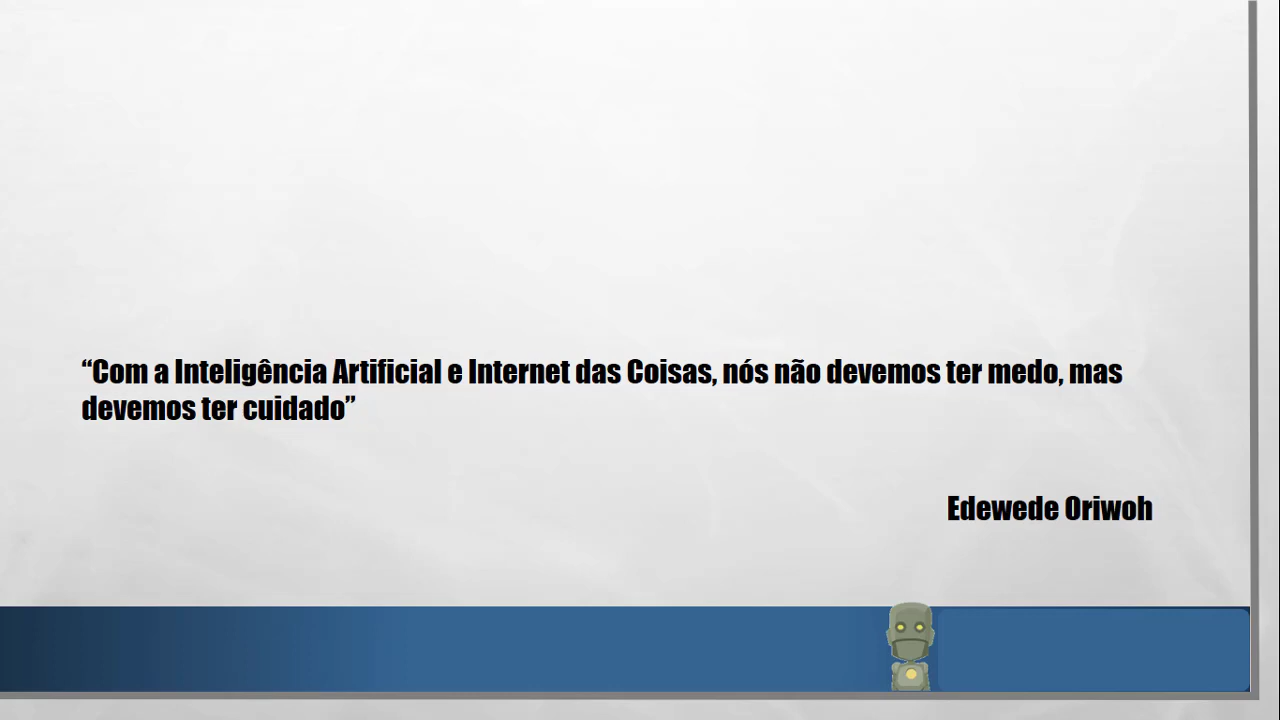 “Com a Inteligência Artificial e Internet das Coisas, nós não devemos ter medo, mas
devemos ter cuidado”
Edewede Oriwoh